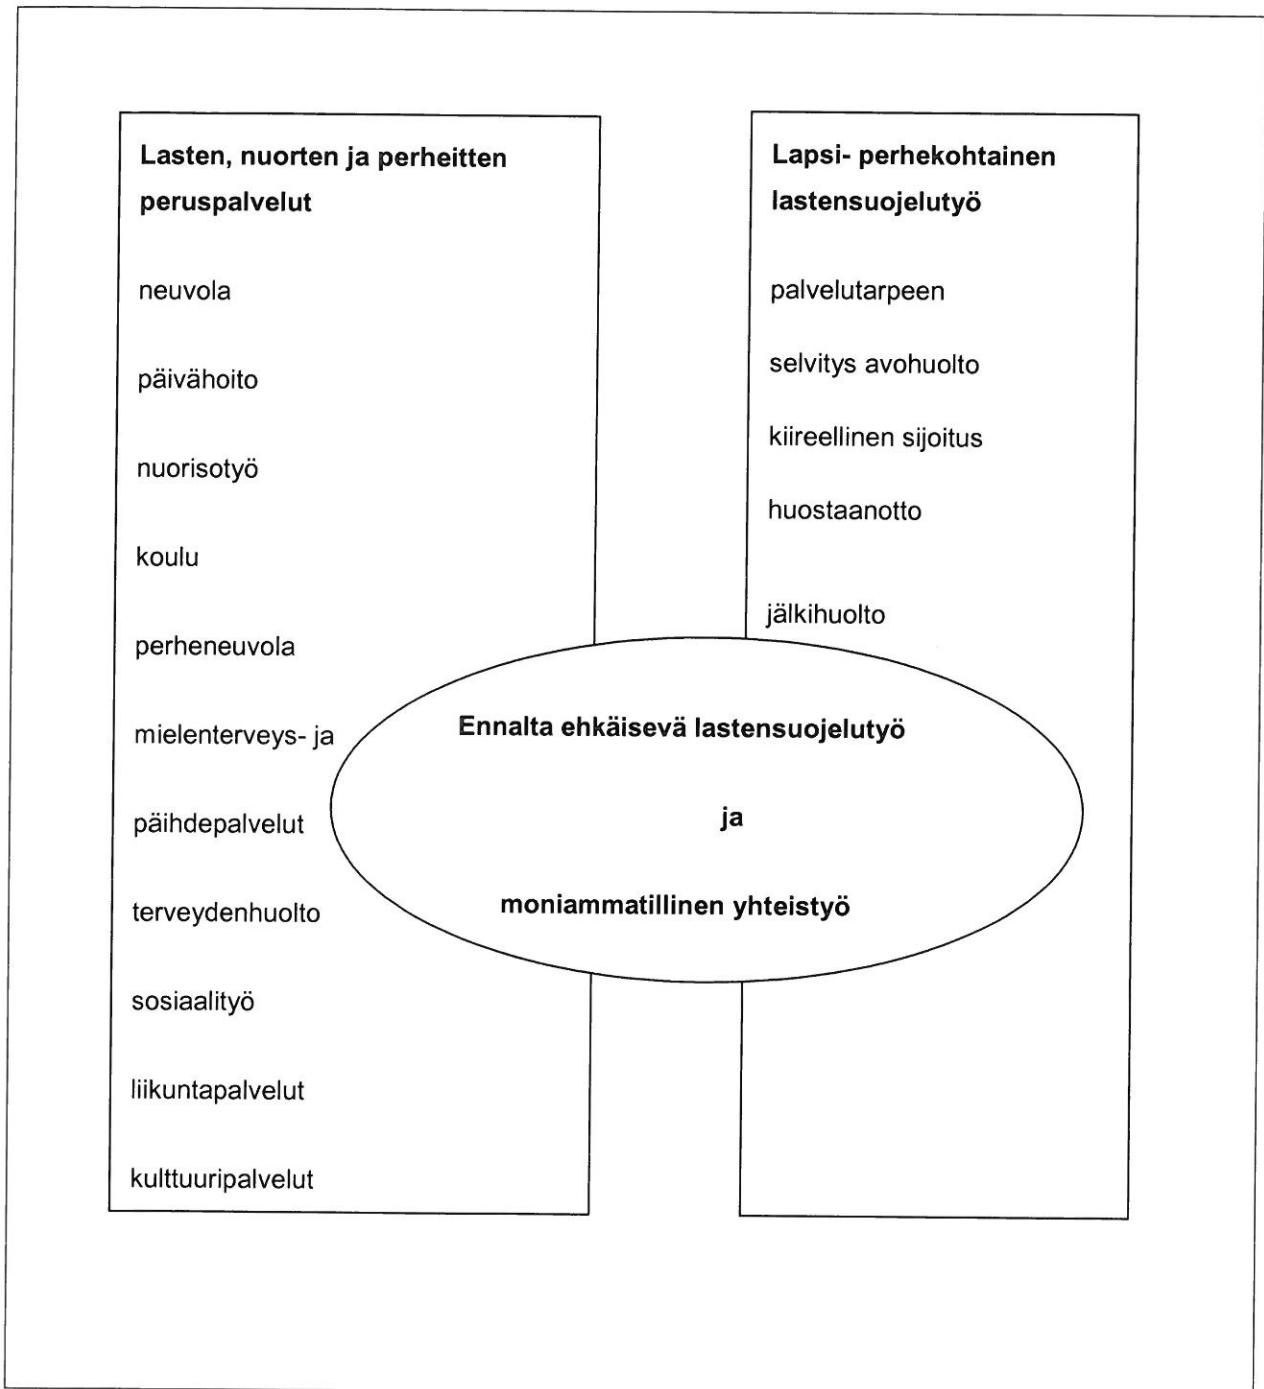 Lasten, nuorten ja perheitten
peruspalvelut
neuvola
päivähoito
nuorisotyö
koulu
perheneuvola
mielenterveys- ja
päihdepalvelut
terveydenhuolto
sosiaalityö
liikuntapalvelut
kulttuuripalvelut
Lapsi- perhekohtainen
lastensuojelutyö
palvelutarpeen
selvitys avohuolto
kiireellinen sijoitus
huostaanotto
jälkihuolto
Ennalta ehkäisevä lastensuojelutyö
ja
moniammatillinen yhteistyö